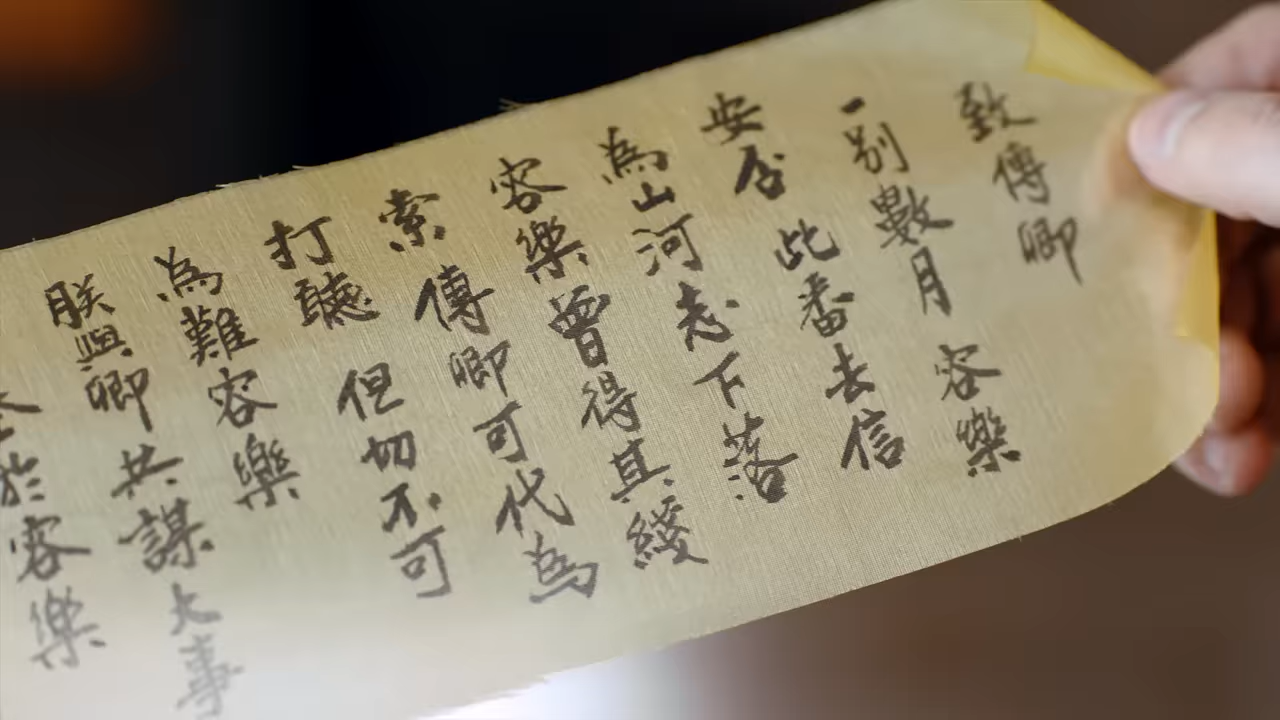 致傳卿
一別數月 容樂
安否 此番去信
為山河志下落
容樂曾得其綫
索 傳卿可代為
打聽 但切不可
為難容樂
朕與卿共謀大事
於容樂